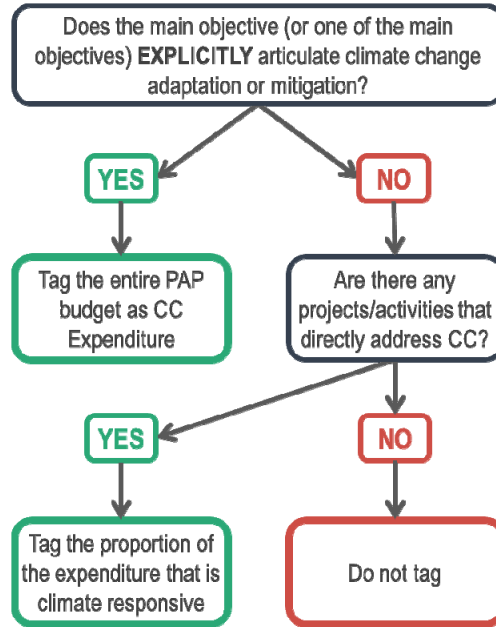 Does the main objective (or one of the main
objectives) EXPLICITLY articulate climate change
adaptation or mitigation?
YES
NO
Tag the entire PAP
budget as CC
Expenditure
Are there any
projects/activities that
directly address CC?
YES
NO
Tag the proportion of
the expenditure that is
climate responsive
Do not tag